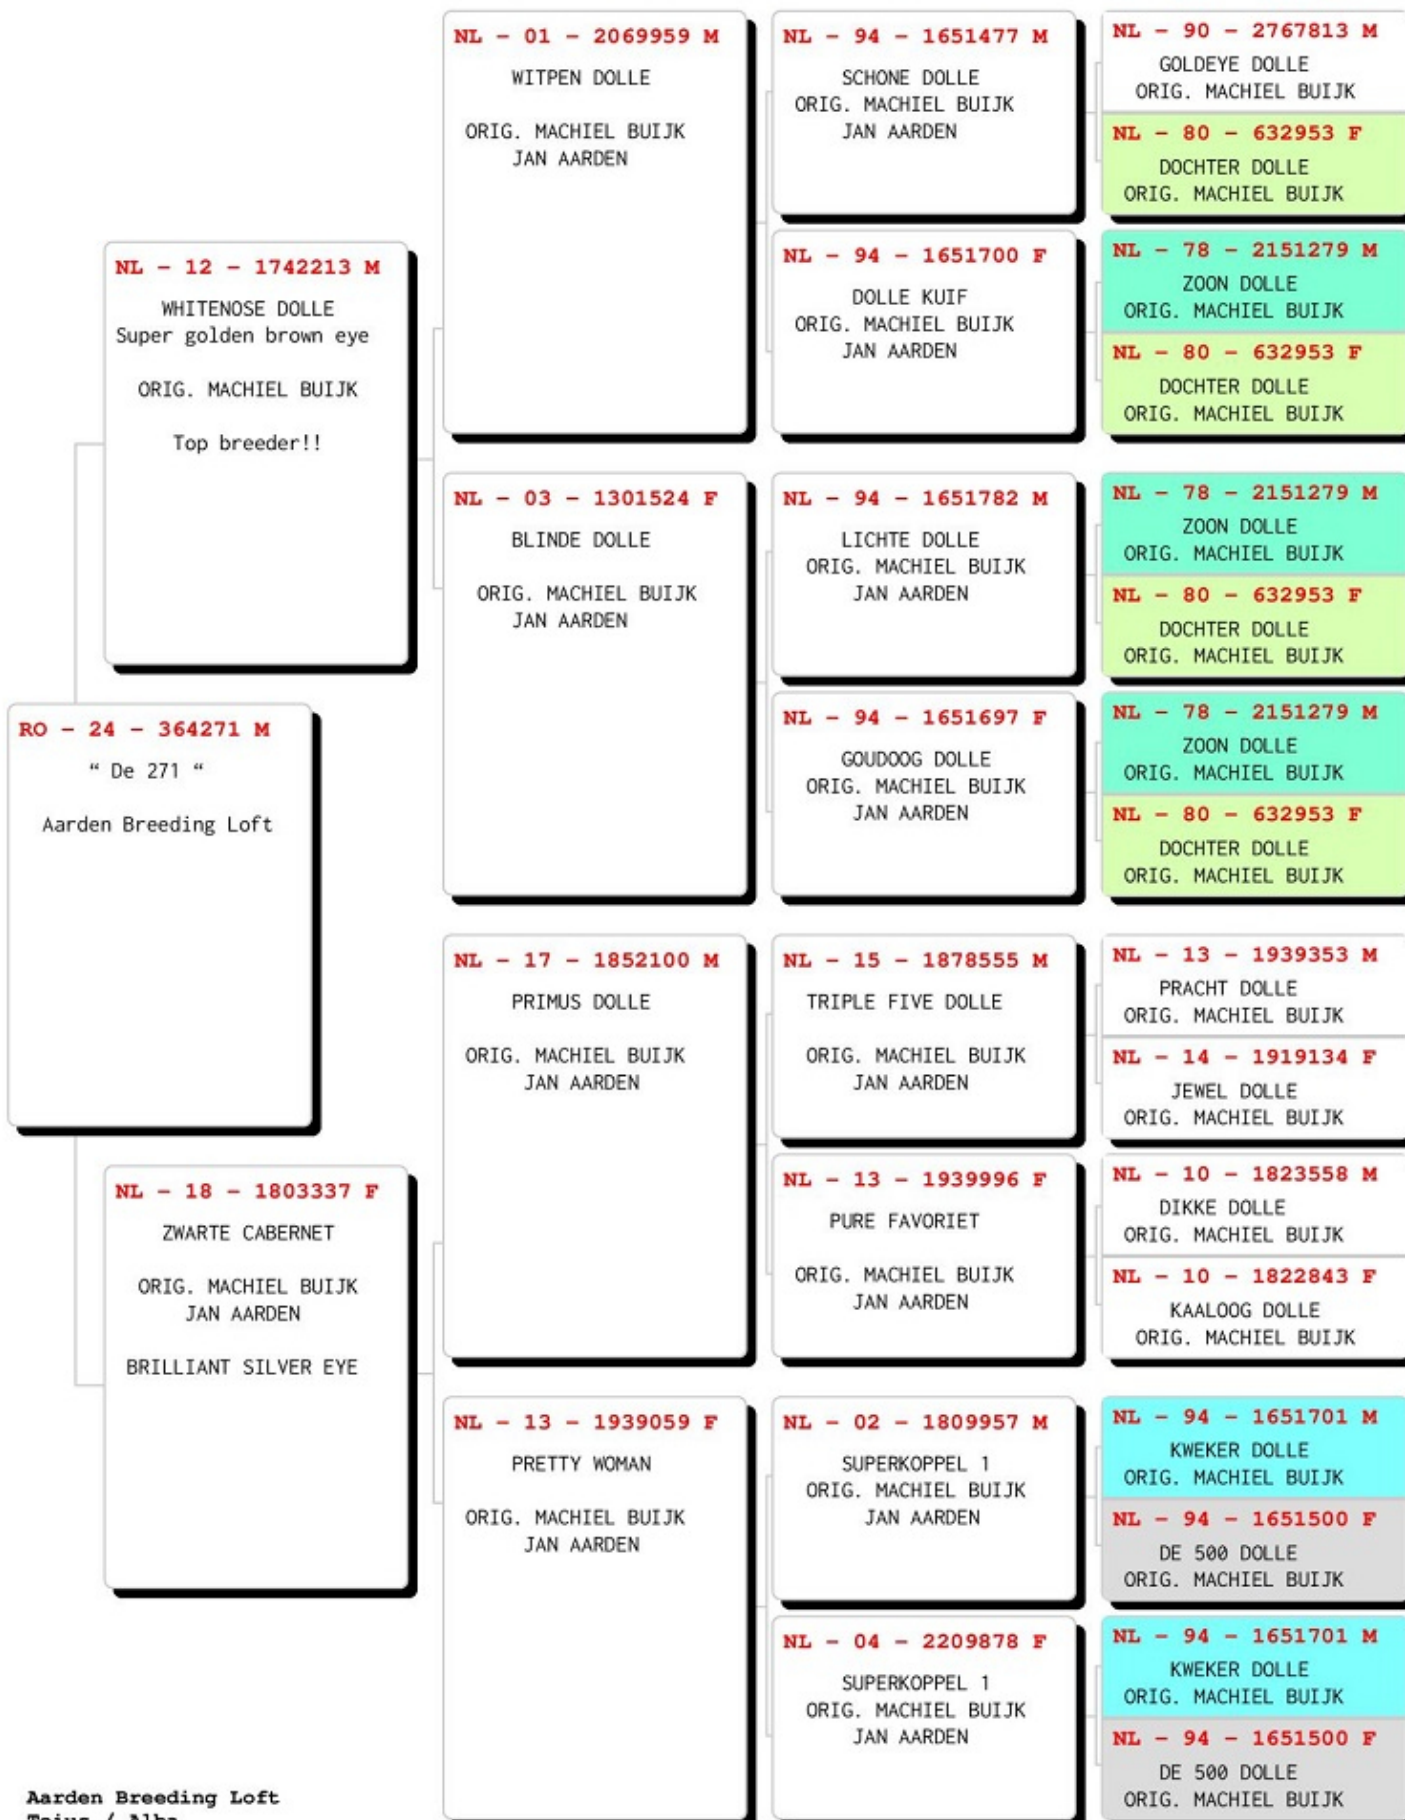 NL - 01 - 2069959 M
WITPEN DOLLE
ORIG. MACHIEL BUIJK
JAN AARDEN
NL - 94 - 1651477 M
SCHONE DOLLE
ORIG. MACHIEL BUIJK
JAN AARDEN
NL - 90 - 2767813 M
GOLDEYE DOLLE
ORIG. MACHIEL BUIJK
NL - 80 - 632953 F
DOCHTER DOLLE
ORIG. MACHIEL BUIJK
NL - 94 - 1651700 F
DOLLE KUIF
ORIG. MACHIEL BUIJK
JAN AARDEN
NL - 78 - 2151279 M
ZOON DOLLE
ORIG. MACHIEL BUIJK
NL - 80 - 632953 F
DOCHTER DOLLE
ORIG. MACHIEL BUIJK
NL - 12 - 1742213 M
WHITENOSE DOLLE
Super golden brown eye
ORIG. MACHIEL BUIJK
Top breeder!!
NL - 03 - 1301524 F
BLINDE DOLLE
ORIG. MACHIEL BUIJK
JAN AARDEN
NL - 94 - 1651782 M
LICHTE DOLLE
ORIG. MACHIEL BUIJK
JAN AARDEN
NL - 78 - 2151279 M
ZOON DOLLE
ORIG. MACHIEL BUIJK
NL - 80 - 632953 F
DOCHTER DOLLE
ORIG. MACHIEL BUIJK
NL - 94 - 1651697 F
GOUDOOG DOLLE
ORIG. MACHIEL BUIJK
JAN AARDEN
NL - 78 - 2151279 M
ZOON DOLLE
ORIG. MACHIEL BUIJK
NL - 80 - 632953 F
DOCHTER DOLLE
ORIG. MACHIEL BUIJK
RO - 24 - 364271 M
“ De 271 “
Aarden Breeding Loft
NL - 17 - 1852100 M
PRIMUS DOLLE
ORIG. MACHIEL BUIJK
JAN AARDEN
NL - 15 - 1878555 M
TRIPLE FIVE DOLLE
ORIG. MACHIEL BUIJK
JAN AARDEN
NL - 13 - 1939353 M
PRACHT DOLLE
ORIG. MACHIEL BUIJK
NL - 14 - 1919134 F
JEWEL DOLLE
ORIG. MACHIEL BUIJK
NL - 13 - 1939996 F
PURE FAVORIET
ORIG. MACHIEL BUIJK
JAN AARDEN
NL - 10 - 1823558 M
DIKKE DOLLE
ORIG. MACHIEL BUIJK
NL - 10 - 1822843 F
KAALOOG DOLLE
ORIG. MACHIEL BUIJK
NL - 18 - 1803337 F
ZWARTE CABERNET
ORIG. MACHIEL BUIJK
JAN AARDEN
BRILLIANT SILVER EYE
NL - 13 - 1939059 F
PRETTY WOMAN
ORIG. MACHIEL BUIJK
JAN AARDEN
NL - 02 - 1809957 M
SUPERKOPPEL 1
ORIG. MACHIEL BUIJK
JAN AARDEN
NL - 94 - 1651701 M
KWEKER DOLLE
ORIG. MACHIEL BUIJK
NL - 94 - 1651500 F
DE 500 DOLLE
ORIG. MACHIEL BUIJK
NL - 04 - 2209878 F
SUPERKOPPEL 1
ORIG. MACHIEL BUIJK
JAN AARDEN
NL - 94 - 1651701 M
KWEKER DOLLE
ORIG. MACHIEL BUIJK
NL - 94 - 1651500 F
DE 500 DOLLE
ORIG. MACHIEL BUIJK
Aarden Breeding Loft